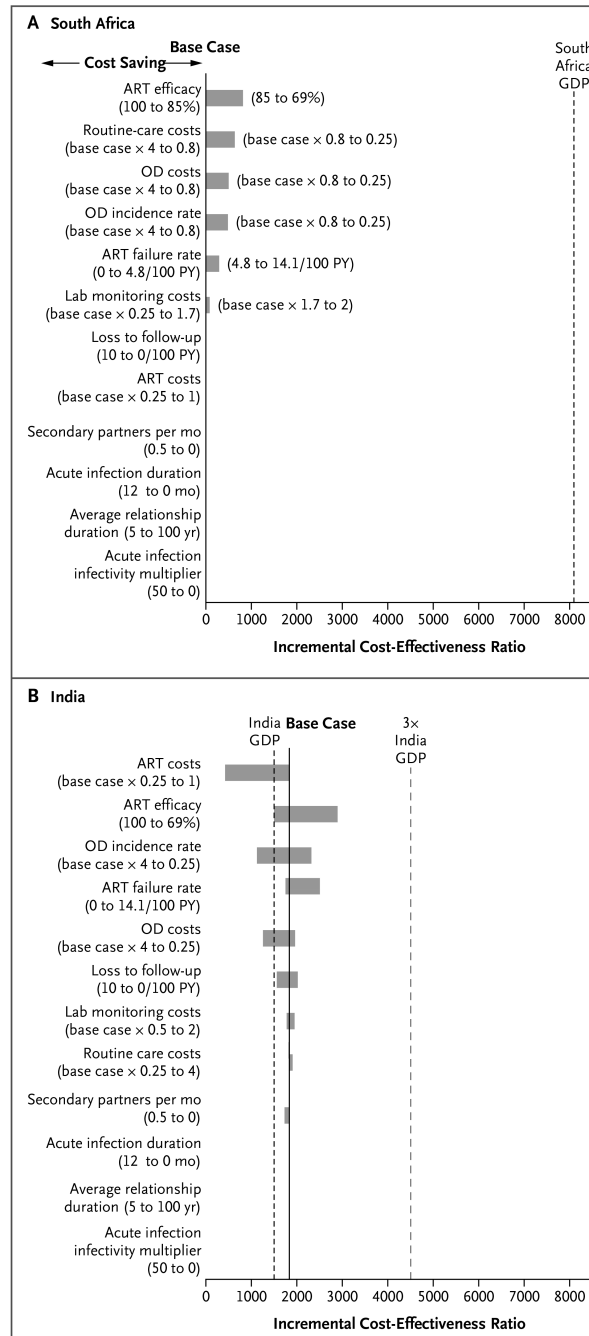 A South Africa
Base Case
Cost Saving
South
Africa
GDP
ART efficacy
(100 to 85%)
(85 to 69%)
Routine-care costs
(base case × 4 to 0.8)
(base case × 0.8 to 0.25)
OD costs
(base case × 4 to 0.8)
(base case × 0.8 to 0.25)
OD incidence rate
(base case × 4 to 0.8)
(base case × 0.8 to 0.25)
ART failure rate
(0 to 4.8/100 PY)
(4.8 to 14.1/100 PY)
Lab monitoring costs
(base case × 0.25 to 1.7)
(base case × 1.7 to 2)
Loss to follow-up
(10 to 0/100 PY)
ART costs
(base case × 0.25 to 1)
Secondary partners per mo
(0.5 to 0)
Acute infection duration
(12 to 0 mo)
Average relationship
duration (5 to 100 yr)
Acute infection
infectivity multiplier
(50 to 0)
0 1000 2000 3000 4000 5000 6000 7000 8000
Incremental Cost-Effectiveness Ratio
B India
India
GDP
Base Case
3×
India
GDP
ART costs
(base case × 0.25 to 1)
ART efficacy
(100 to 69%)
OD incidence rate
(base case × 4 to 0.25)
ART failure rate
(0 to 14.1/100 PY)
OD costs
(base case × 4 to 0.25)
Loss to follow-up
(10 to 0/100 PY)
Lab monitoring costs
(base case × 0.5 to 2)
Routine care costs
(base case × 0.25 to 4)
Secondary partners per mo
(0.5 to 0)
Acute infection duration
(12 to 0 mo)
Average relationship
duration (5 to 100 yr)
Acute infection
infectivity multiplier
(50 to 0)
0 1000 2000 3000 4000 5000 6000 7000 8000
Incremental Cost-Effectiveness Ratio